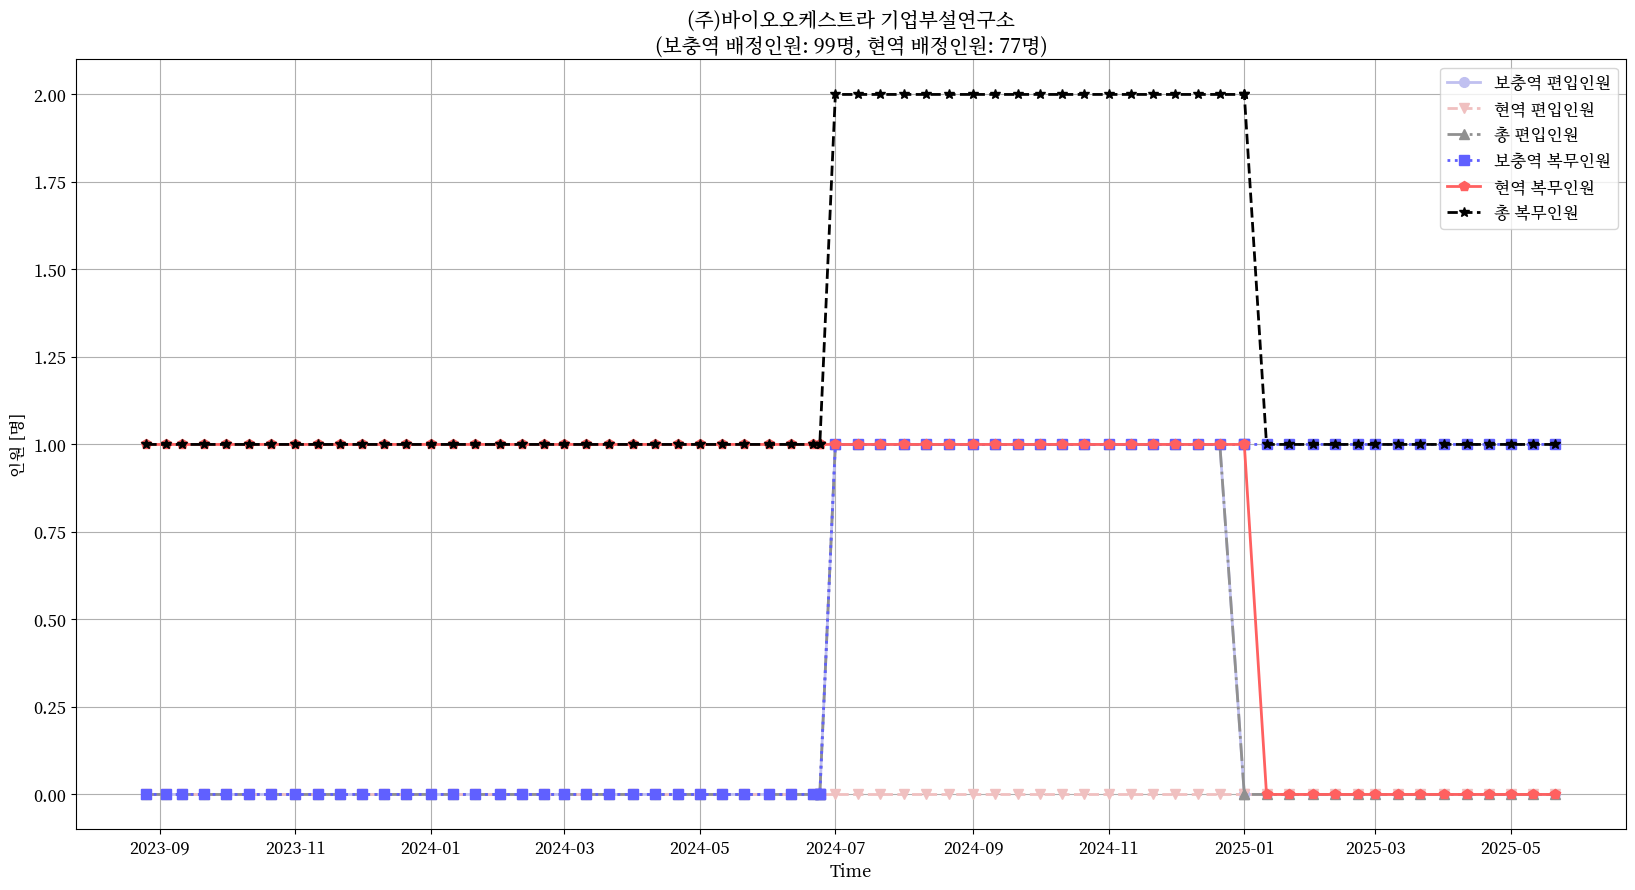 (주)바이오오케스트라 기업부설연구소
(보충역 배정인원: 99명, 현역 배정인원: 77명)
보충역 편입인원
현역 편입인원
총 편입인원
보충역 복무인원
현역 복무인원
총 복무인원
인원 [명]
2.00
1.75
1.50
1.25
1.00
0.75
0.50
0.25
0.00
2023-09 2023-11 2024-01 2024-03 2024-05 2024-07 2024-09 2024-11 2025-01 2025-03 2025-05
Time